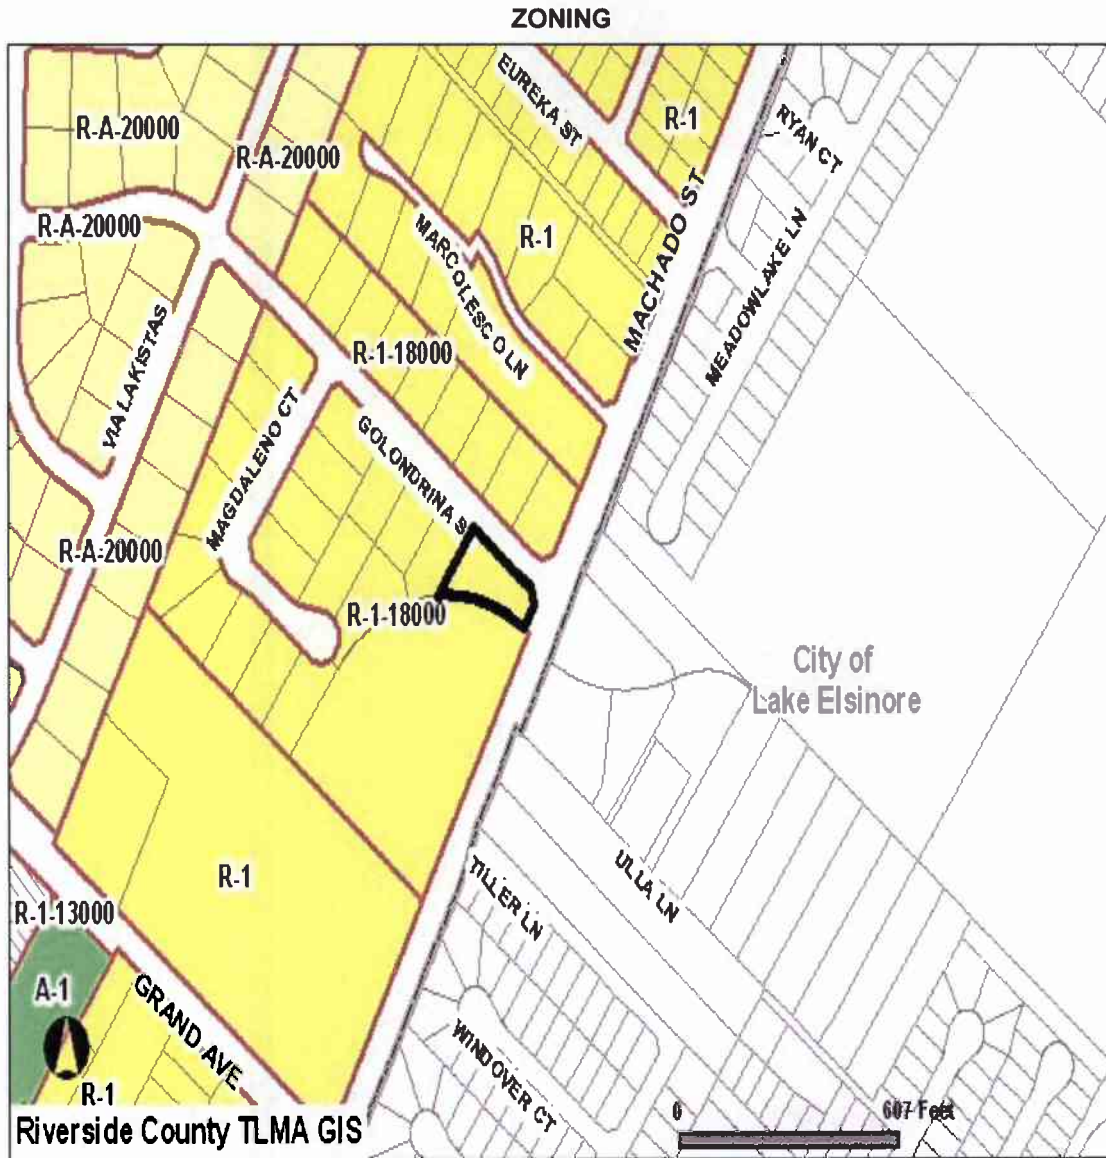 ZONING
EUREKA ST
R-1
RYAN CT
R-A-20000
R-A-20000
R-A-20000
MARCOLESCO LN
R-1
MACHADO ST
MEADOWLAKE LN
VIA LAKISTAS
R-1-18000
MAGDALENO CT
GOLONDRINA S
R-A-20000
R-1-18000
City of
Lake Elsinore
R-1
ULLA LN
TILLER LN
R-1-13000
A-1
GRAND AVE
WINDOVER CT
R-1
0 607 Feet
Riverside County TLMA GIS